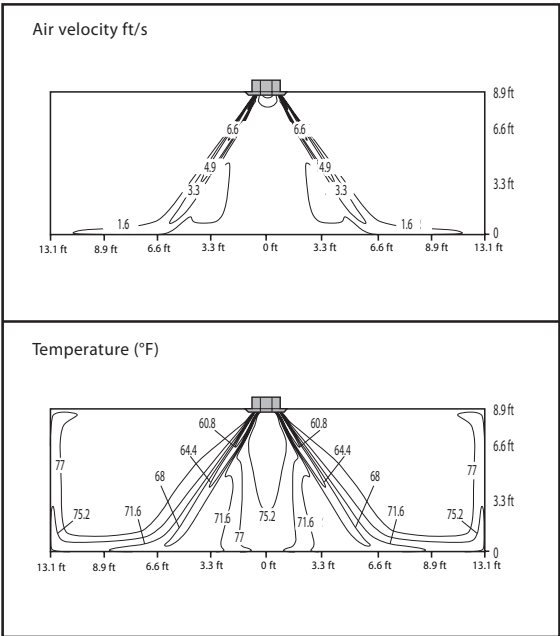 Air velocity ft/s
8.9 ft
6.6 6.6 6.6 ft
4.9 4.9
3.3 3.3 3.3 ft
1.6 1.6
0
13.1 ft 8.9 ft 6.6 ft 3.3 ft 0 ft 3.3 ft 6.6 ft 8.9 ft 13.1 ft
Temperature (°F)
8.9 ft
60.8 60.8
6.6 ft
64.4 64.4
77 68 68 77
3.3 ft
75.2 71.6 71.6 75.2 71.6 71.6 75.2
77
0
13.1 ft 8.9 ft 6.6 ft 3.3 ft 0 ft 3.3 ft 6.6 ft 8.9 ft 13.1 ft